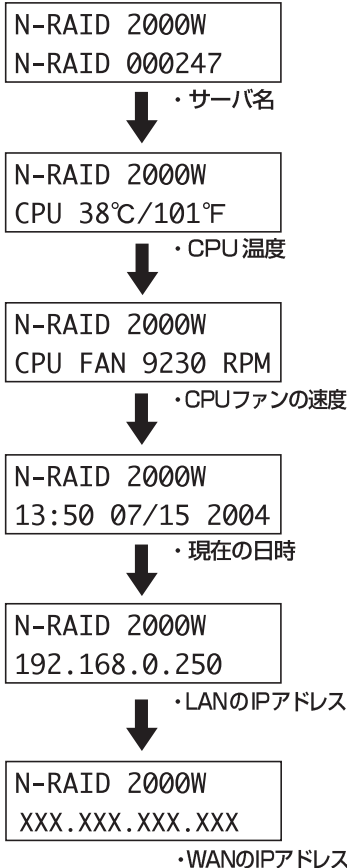 N-RAID 2000W
N-RAID 000247
・サーバ名
N-RAID 2000W
CPU 38℃/101℉
・CPU温度
N-RAID 2000W
CPU FAN 9230 RPM
・CPUファンの速度
N-RAID 2000W
13:50 07/15 2004
・現在の日時
N-RAID 2000W
192.168.0.250
・LANのIPアドレス
N-RAID 2000W
XXX.XXX.XXX.XXX
・WANのIPアドレス